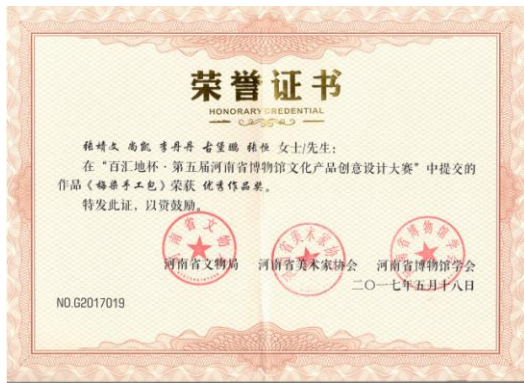 荣誉证书
HONORARY CREDENTIAL
张婧文 尚凯 李丹丹 古堂鹏 张恒 女士/先生：
在“百汇地杯·第五届河南省博物馆文化产品创意设计大赛”中提交的
作品《梅染手工包》荣获 优秀作品奖。
特发此证，以资鼓励。
河南省文物局 河南省美术家协会 河南省博物馆学会
二〇一七年五月十八日
NO.G2017019